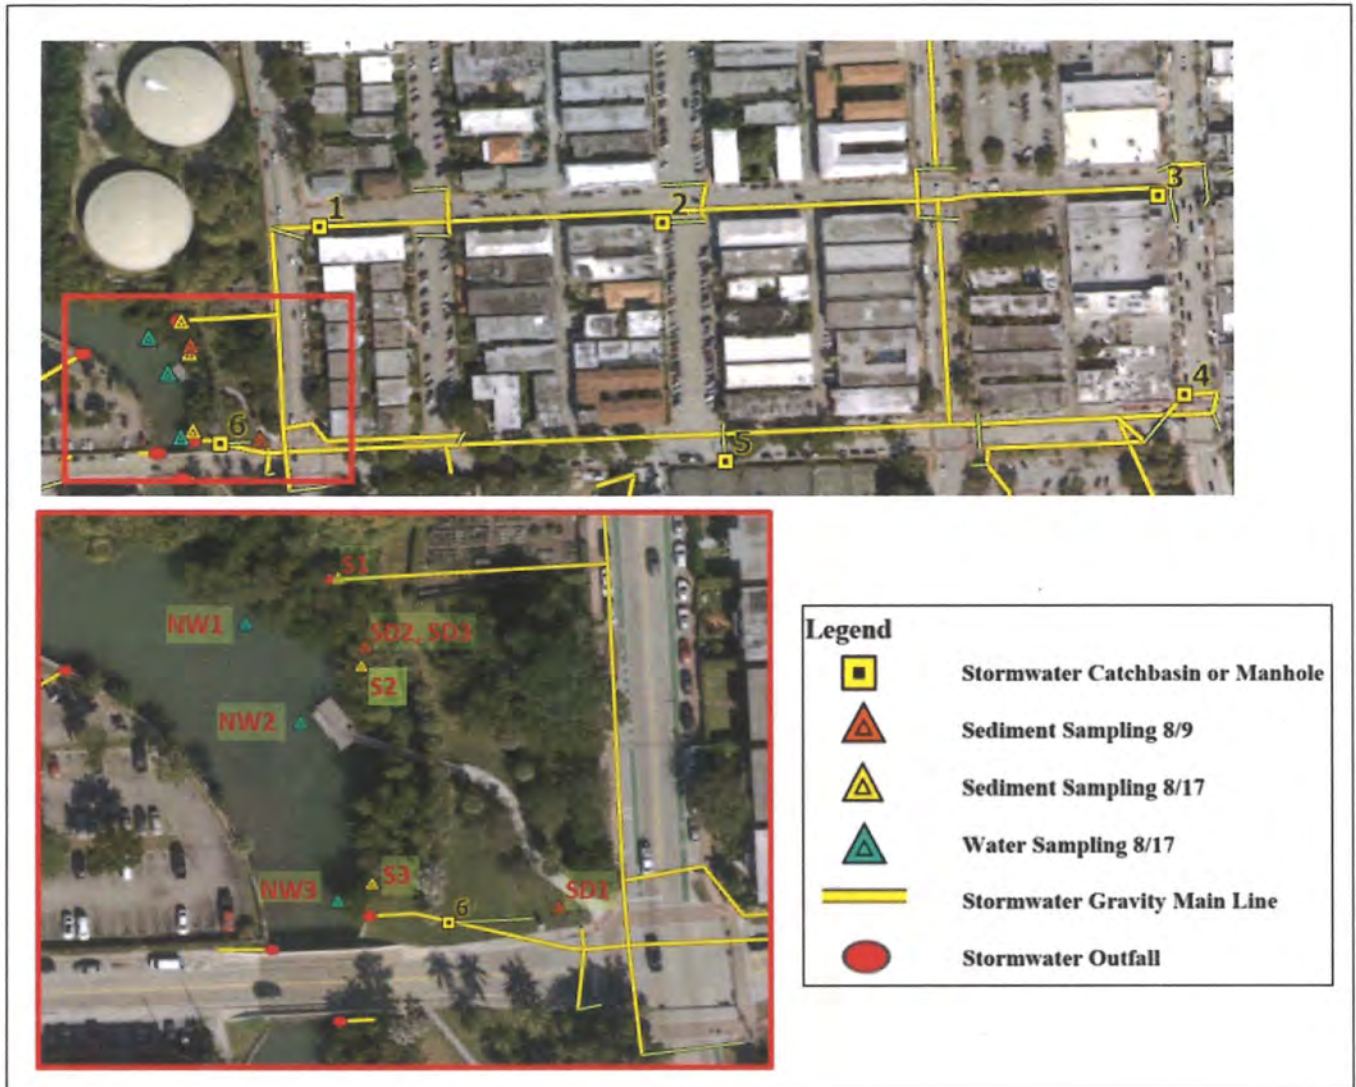 1
2
3
4
5
6
S1
NW1
SD2, SD3
S2
NW2
S3
NW3
SD1
6
Legend
Stormwater Catchbasin or Manhole
Sediment Sampling 8/9
Sediment Sampling 8/17
Water Sampling 8/17
Stormwater Gravity Main Line
Stormwater Outfall